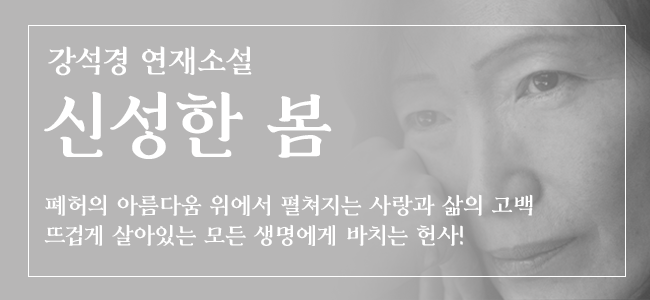 강석경 연재소설
신성한 봄
폐허의 아름다움 위에서 펼쳐지는 사랑과 삶의 고백
뜨겁게 살아있는 모든 생명에게 바치는 헌사!